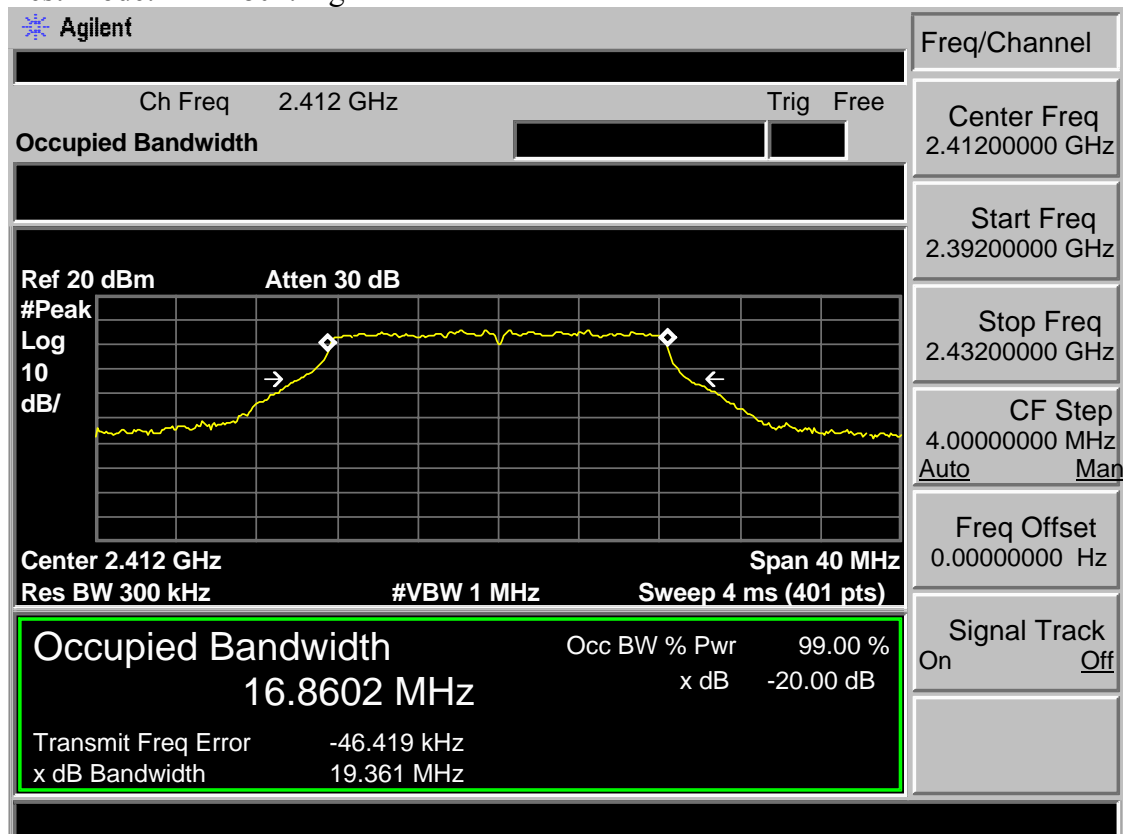 Agilent
Freq/Channel
Ch Freq 2.412 GHz Trig Free
Occupied Bandwidth
Center Freq
2.41200000 GHz
Start Freq
2.39200000 GHz
Stop Freq
2.43200000 GHz
CF Step
4.00000000 MHz
Auto Man
Freq Offset
0.00000000 Hz
Signal Track
On Off
Ref 20 dBm Atten 30 dB
#Peak
Log
10
dB/
Center 2.412 GHz Span 40 MHz
Res BW 300 kHz #VBW 1 MHz Sweep 4 ms (401 pts)
Occupied Bandwidth Occ BW % Pwr 99.00 %
16.8602 MHz x dB -20.00 dB
Transmit Freq Error -46.419 kHz
x dB Bandwidth 19.361 MHz